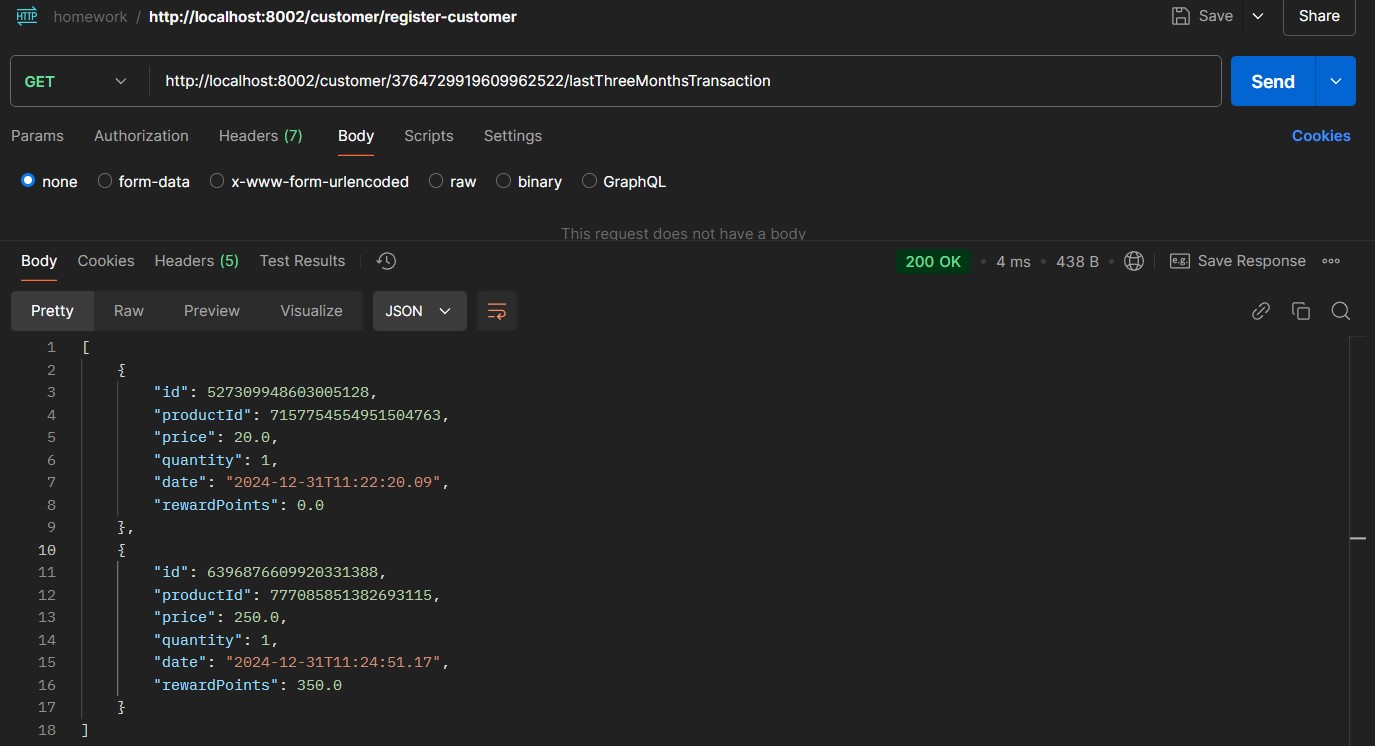 HTTP homework / http://localhost:8002/customer/register-customer Save Share
GET http://localhost:8002/customer/3764729919609962522/lastThreeMonthsTransaction Send
Params Authorization Headers (7) Body Scripts Settings Cookies
none form-data x-www-form-urlencoded raw binary GraphQL
This request does not have a body
Body Cookies Headers (5) Test Results 200 OK • 4 ms • 438 B • e.g. Save Response
Pretty Raw Preview Visualize JSON
1 [
2 {
3 "id": 527309948603005128,
4 "productId": 7157754554951504763,
5 "price": 20.0,
6 "quantity": 1,
7 "date": "2024-12-31T11:22:20.09",
8 "rewardPoints": 0.0
9 },
10 {
11 "id": 6396876609920331388,
12 "productId": 777085851382693115,
13 "price": 250.0,
14 "quantity": 1,
15 "date": "2024-12-31T11:24:51.17",
16 "rewardPoints": 350.0
17 }
18 ]